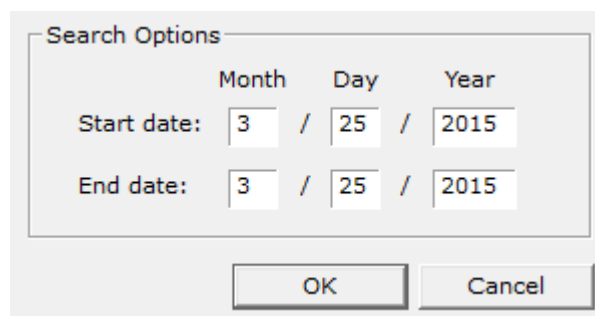 Search Options
Month Day Year
Start date: 3 / 25 / 2015
End date: 3 / 25 / 2015
OK Cancel